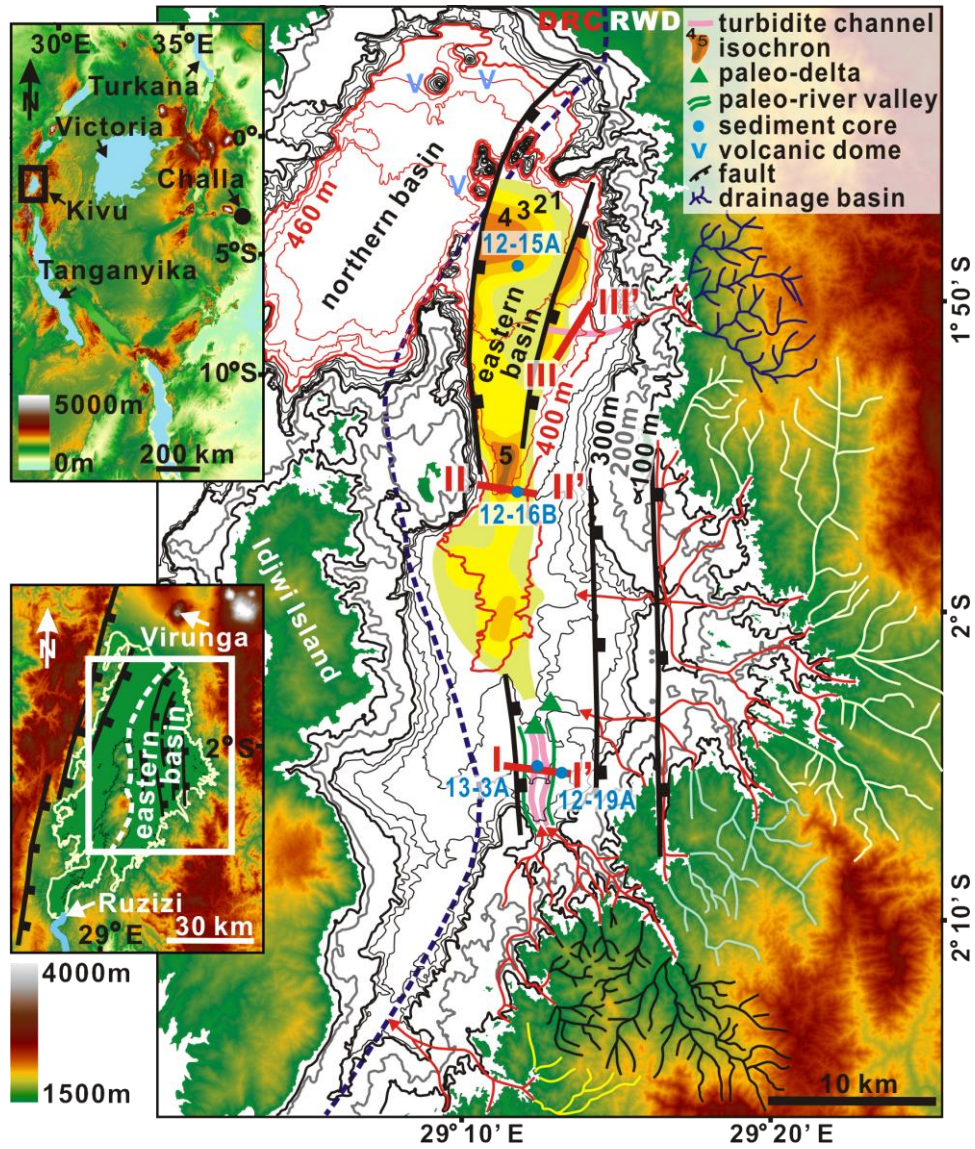 30°E 35°E
N
Turkana
Victoria
0°
Challa
Kivu
5°S
Tanganyika
10°S
5000m
0m
200 km
DRC RWD
turbidite channel
4 5
isochron
paleo-delta
paleo-river valley
sediment core
V volcanic dome
fault
drainage basin
V V
V
460 m
northern basin
4 3 2 1
12-15A
eastern basin
III'
III
400 m
300m
200m
100 m
5
II II'
12-16B
Idjwi Island
I I'
13-3A
12-19A
N
Virunga
2°S
eastern basin
Ruzizi
29°E
30 km
4000m
1500m
1°50'S
2°S
2°10'S
10 km
29°10'E
29°20'E